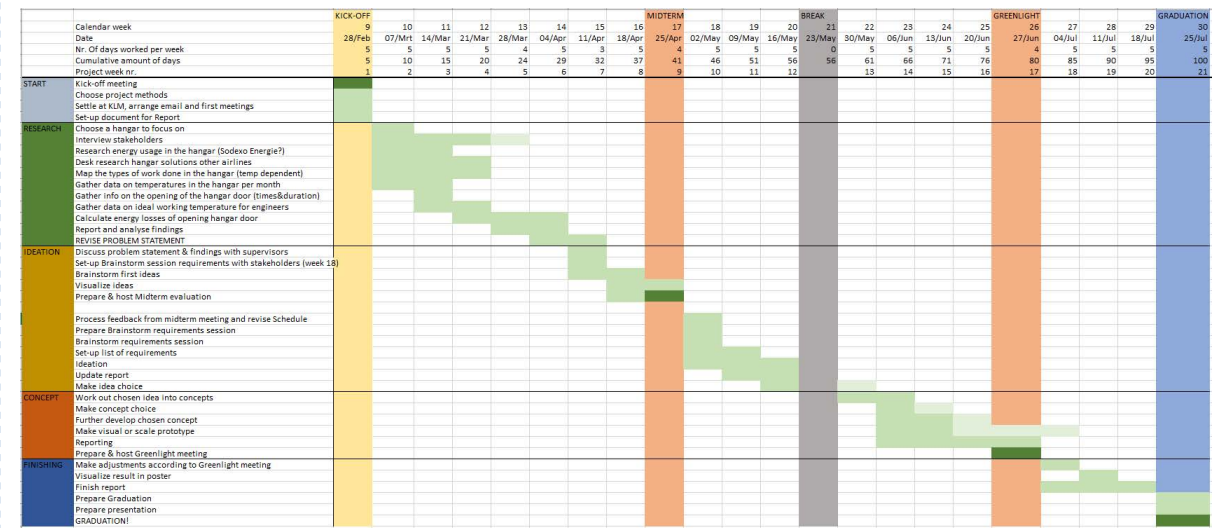 KICK-OFF MIDTERM BREAK GREENLIGHT GRADUATION
Calendar week 9 10 11 12 13 14 15 16 17 18 19 20 21 22 23 24 25 26 27 28 29 30
Date 28/Feb 07/Mrt 14/Mar 21/Mar 28/Mar 04/Apr 11/Apr 18/Apr 25/Apr 02/May 09/May 16/May 23/May 30/May 06/Jun 13/Jun 20/Jun 27/Jun 04/Jul 11/Jul 18/Jul 25/Jul
Nr. Of days worked per week 5 5 5 5 4 5 3 5 4 5 5 5 0 5 5 5 5 4 5 5 5 5
Cumulative amount of days 5 10 15 20 24 29 32 37 41 46 51 56 56 61 66 71 76 80 85 90 95 100
Project week nr. 1 2 3 4 5 6 7 8 9 10 11 12 13 14 15 16 17 18 19 20 21
START Kick-off meeting
Choose project methods
Settle at KLM, arrange email and first meetings
Set-up document for Report
RESEARCH Choose a hangar to focus on
Interview stakeholders
Research energy usage in the hangar (Sodexo Energie?)
Desk research hangar solutions other airlines
Map the types of work done in the hangar (temp dependent)
Gather data on temperatures in the hangar per month
Gather info on the opening of the hangar door (times&duration)
Gather data on ideal working temperature for engineers
Calculate energy losses of opening hangar door
Report and analyse findings
REVISE PROBLEM STATEMENT
IDEATION Discuss problem statement & findings with supervisors
Set-up Brainstorm session requirements with stakeholders (week 18)
Brainstorm first ideas
Visualize ideas
Prepare & host Midterm evaluation
Process feedback from midterm meeting and revise Schedule
Prepare Brainstorm requirements session
Brainstorm requirements session
Set-up list of requirements
Ideation
Update report
Make idea choice
CONCEPT Work out chosen idea into concepts
Make concept choice
Further develop chosen concept
Make visual or scale prototype
Reporting
Prepare & host Greenlight meeting
FINISHING Make adjustments according to Greenlight meeting
Visualize result in poster
Finish report
Prepare Graduation
Prepare presentation
GRADUATION!